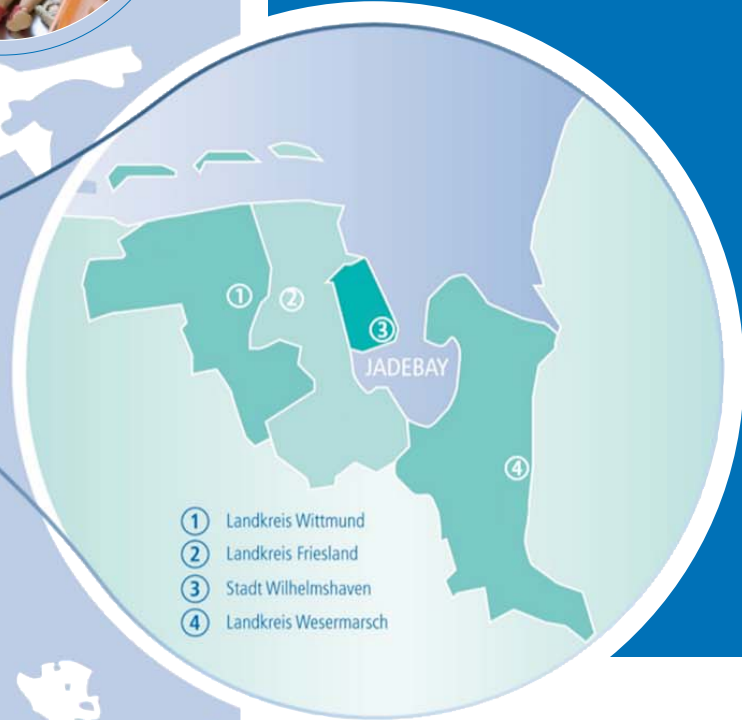 1
2
3
JADEBAY
4
1 Landkreis Wittmund
2 Landkreis Friesland
3 Stadt Wilhelmshaven
4 Landkreis Wesermarsch